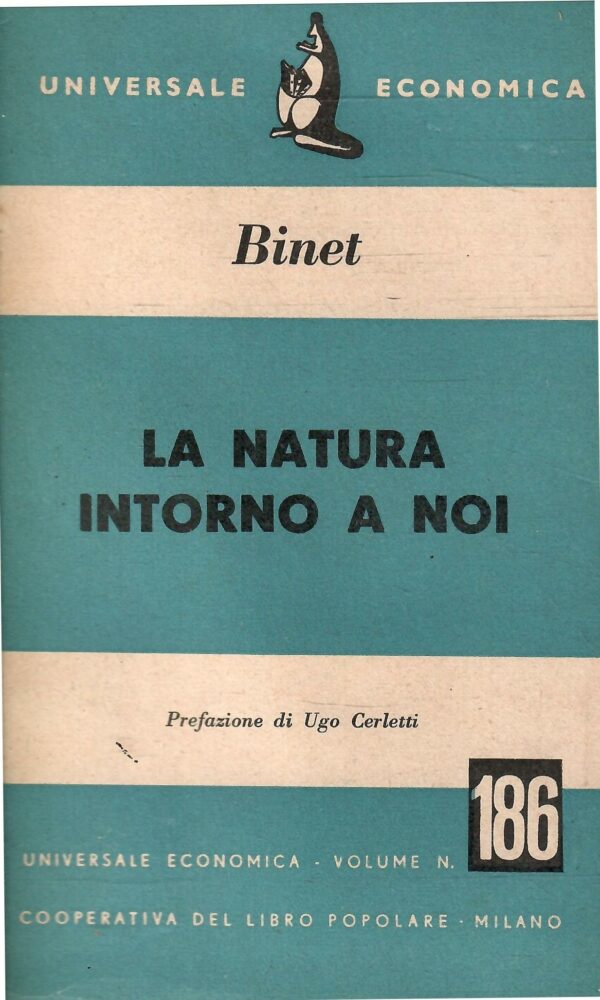 UNIVERSALE ECONOMICA
Binet
LA NATURA
INTORNO A NOI
Prefazione di Ugo Cerletti
UNIVERSALE ECONOMICA - VOLUME N. 186
COOPERATIVA DEL LIBRO POPOLARE - MILANO